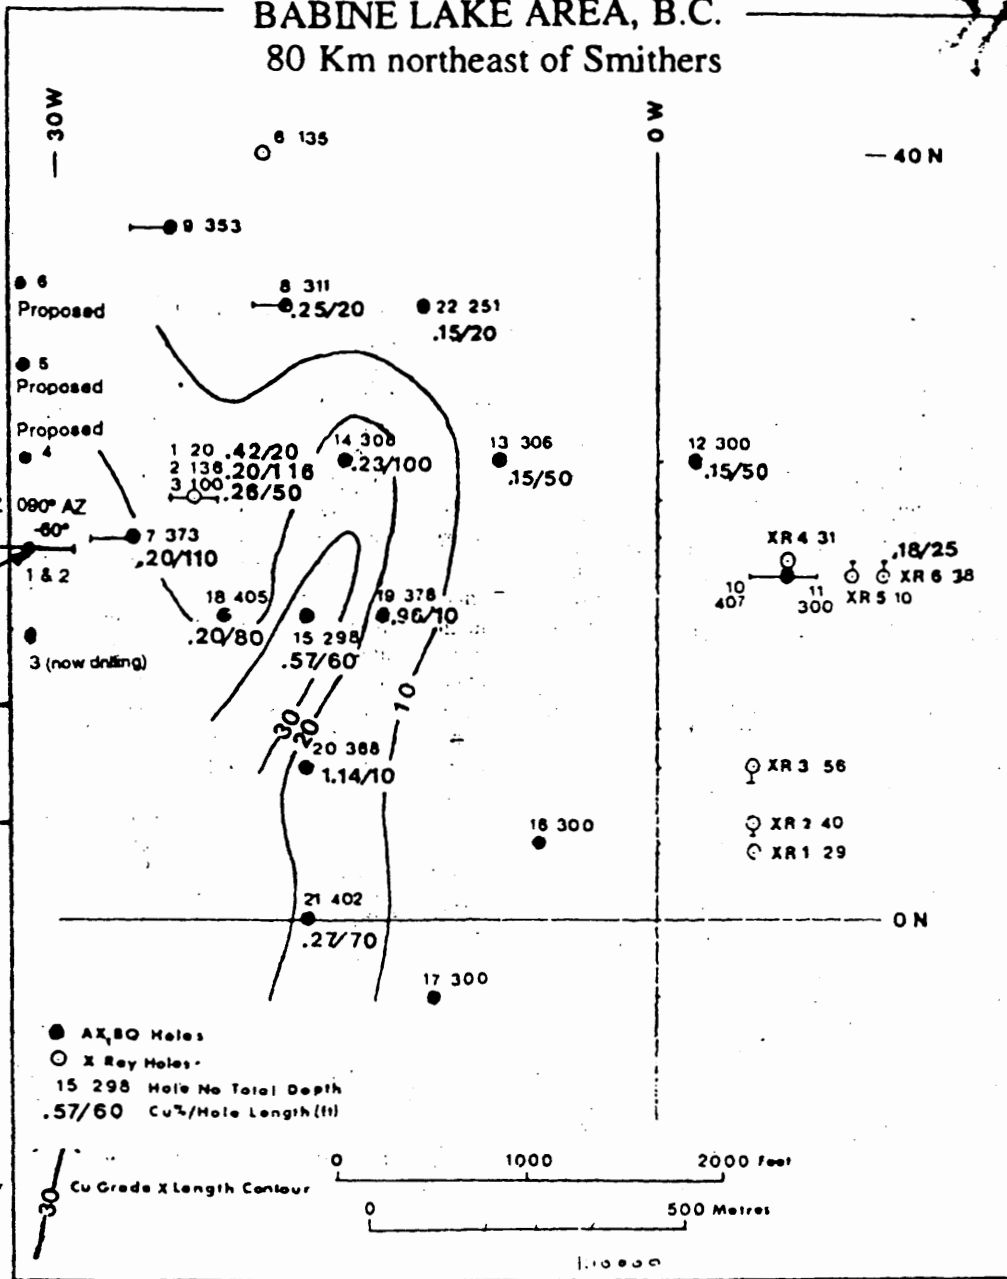 BABINE LAKE AREA, B.C.
80 Km northeast of Smithers
30W
6 135
0 W
40 N
9 353
6
Proposed
8 311
.25/20
22 251
.15/20
5
Proposed
Proposed
4
1 20 .42/20
2 136 .20/116
3 100 .26/50
14 308
.23/100
13 306
.15/50
12 300
.15/50
090° AZ
-60°
1 & 2
7 373
.20/110
XR 4 31
.18/25
XR 6 38
10
407
11
300
XR 5 10
18 405
.20/80
15 298
.57/60
19 378
.96/10
3 (now drilling)
10
30
20
20 368
1.14/10
XR 3 56
XR 2 40
XR 1 29
16 300
21 402
.27/70
0 N
17 300
AX, BQ Holes
X Ray Holes
15 298 Hole No Total Depth
.57/60 Cu%/Hole Length (ft)
30 Cu Grade X Length Contour
0 1000 2000 Feet
0 500 Metres